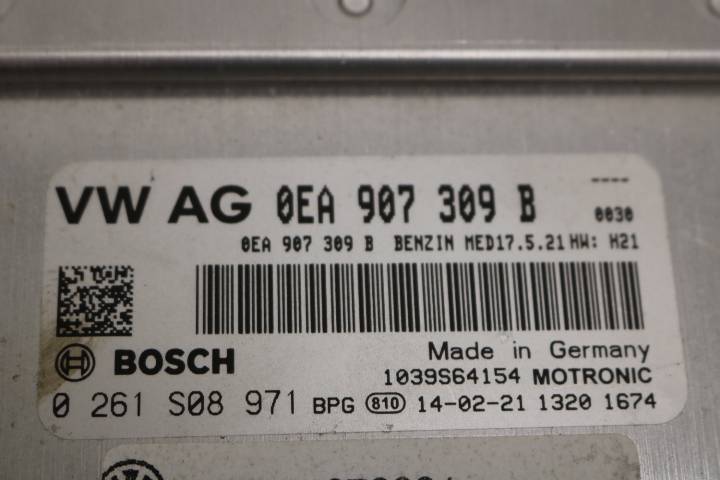 VW AG 0EA 907 309 B ----
0030
0EA 907 309 B BENZIN MED17.5.21 HW: H21
BOSCH
Made in Germany
1039S64154 MOTRONIC
0 261 S08 971 BPG 810 14-02-21 1320 1674